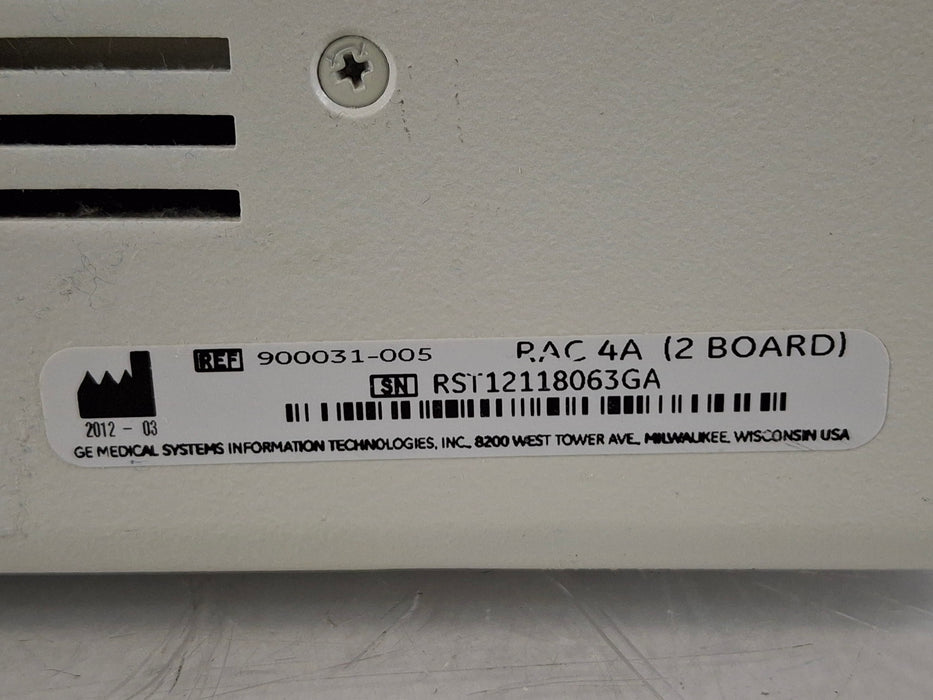 REF 900031-005 RAC 4A (2 BOARD)
SN RST12118063GA
2012 - 03
GE MEDICAL SYSTEMS INFORMATION TECHNOLOGIES, INC. 8200 WEST TOWER AVE, MILWAUKEE, WISCONSIN USA